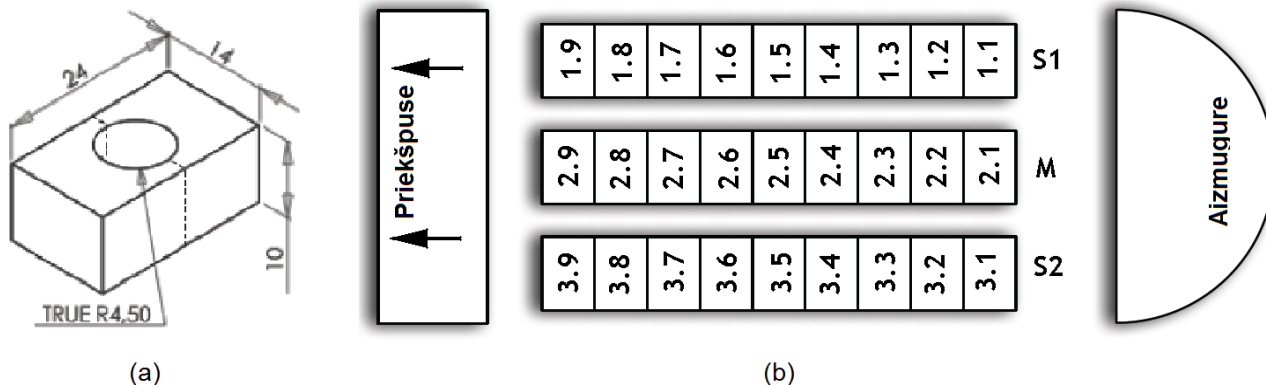 24
14
10
TRUE R4,50
(a)
Priekšpuse
1.9 1.8 1.7 1.6 1.5 1.4 1.3 1.2 1.1 S1
2.9 2.8 2.7 2.6 2.5 2.4 2.3 2.2 2.1 M
3.9 3.8 3.7 3.6 3.5 3.4 3.3 3.2 3.1 S2
Aizmugure
(b)